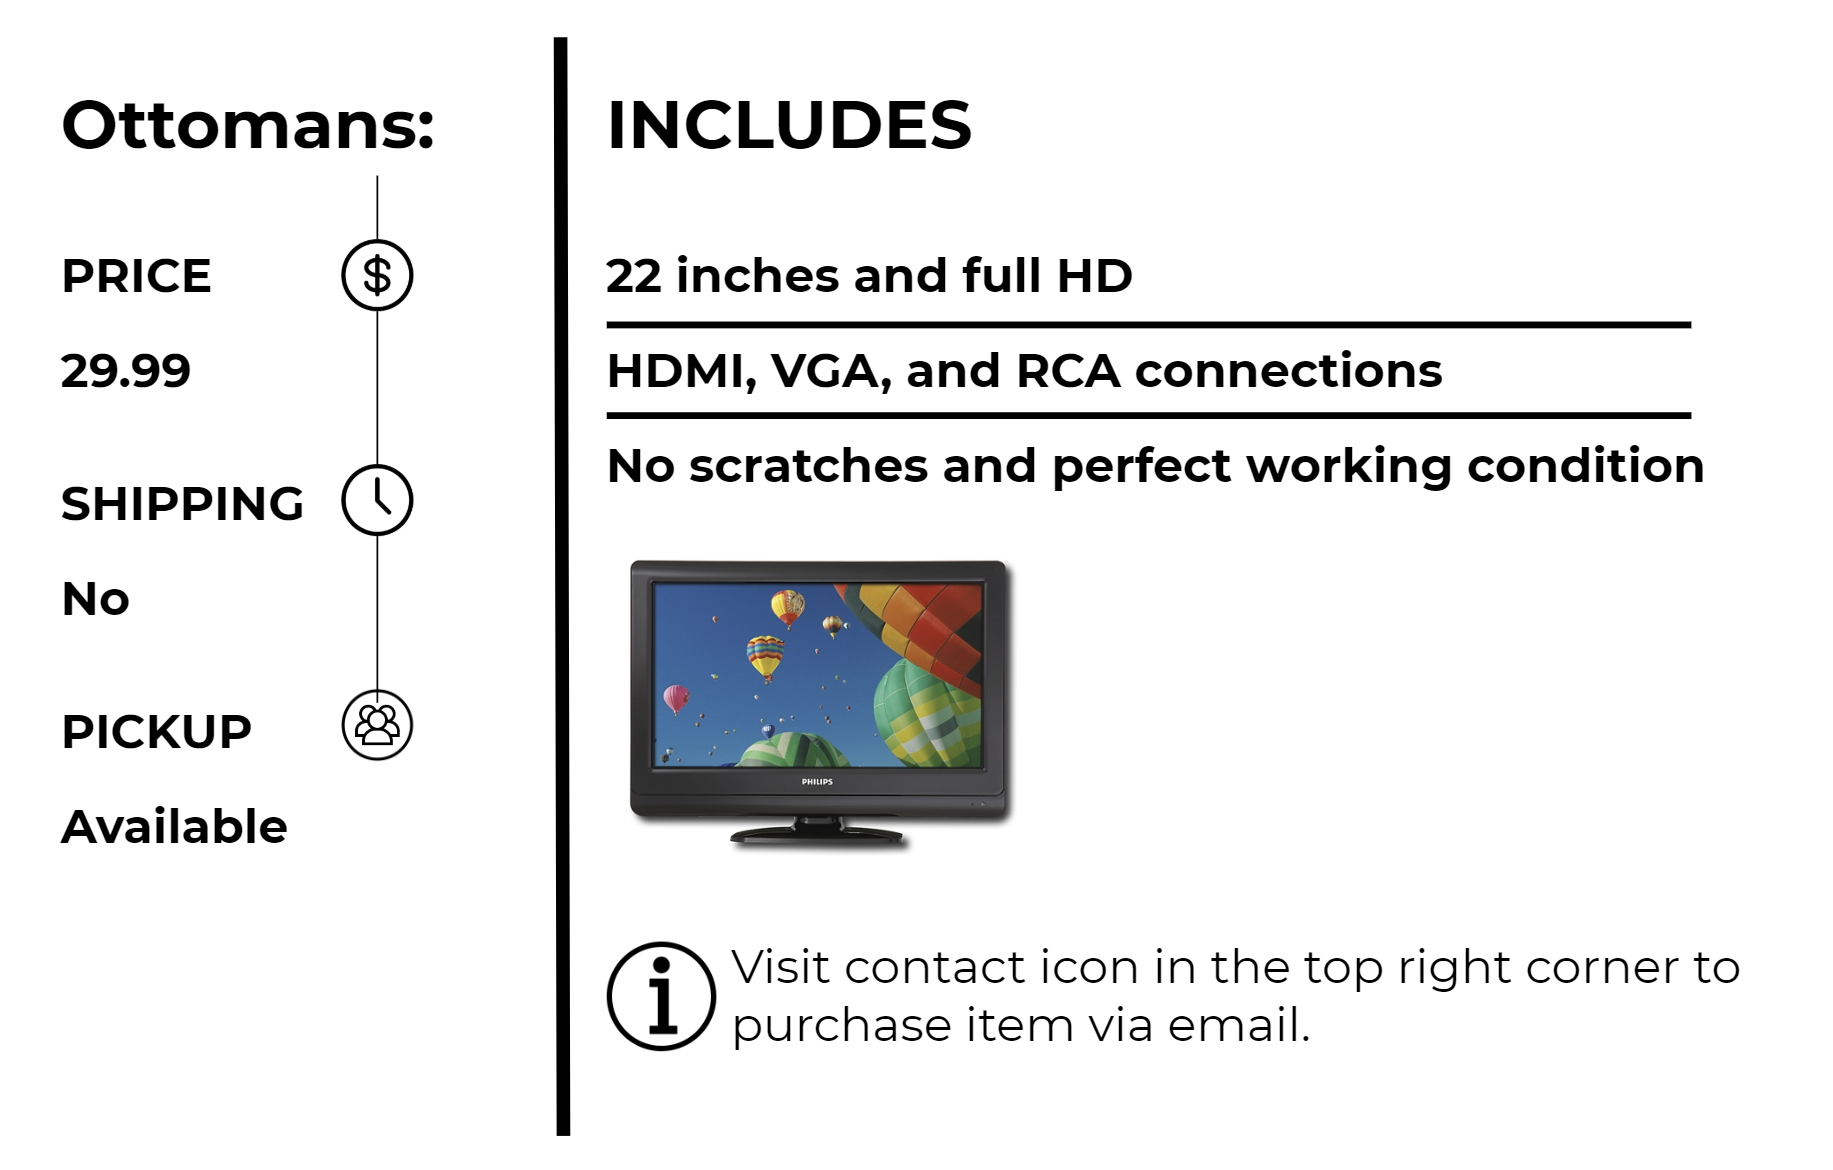 Ottomans:
PRICE
$
29.99
SHIPPING
No
PICKUP
Available
INCLUDES
22 inches and full HD
HDMI, VGA, and RCA connections
No scratches and perfect working condition
PHILIPS
i
Visit contact icon in the top right corner to
purchase item via email.